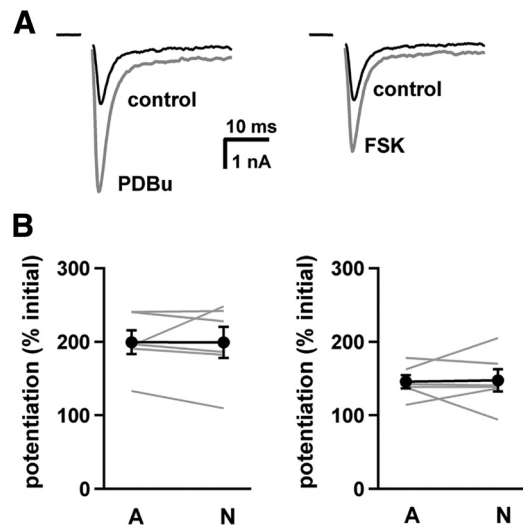 A
control
control
10 ms
1 nA
PDBu
FSK
B
potentiation (% initial)
300
200
100
0
A N
potentiation (% initial)
300
200
100
0
A N